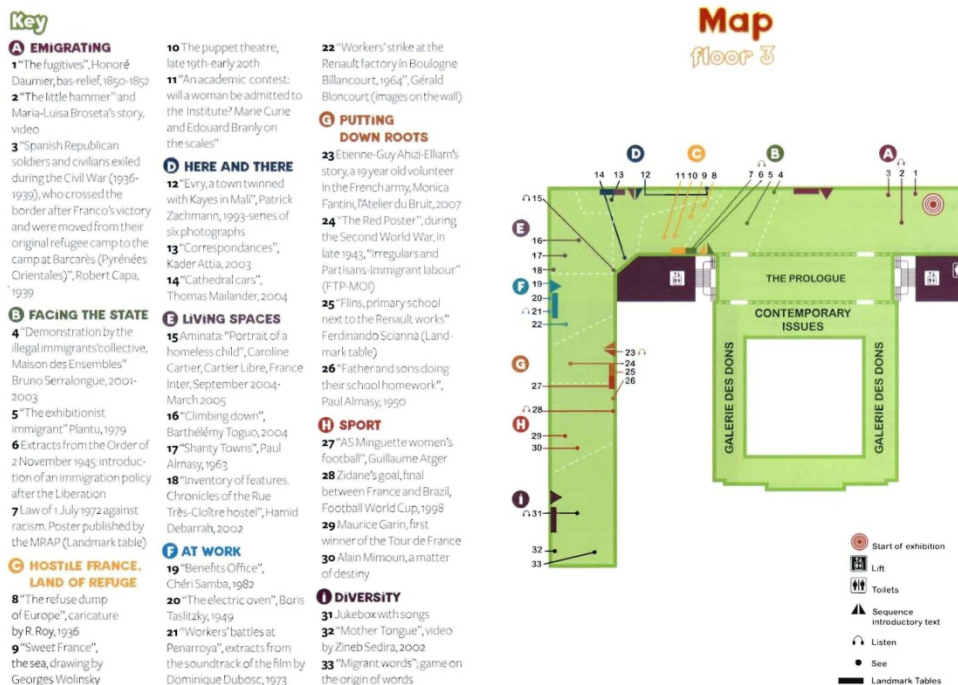 Key
A EMIGRATING
1 "The fugitives", Honoré
Daumier, bas-relief, 1850-1852
2 "The little hammer" and
Maria-Luisa Broseta's story,
video
3 "Spanish Republican
soldiers and civilians exiled
during the Civil War (1936-
1939), who crossed the
border after Franco's victory
and were moved from their
original refugee camp to the
camp at Barcarès (Pyrénées
Orientales)", Robert Capa,
1939
B FACING THE STATE
4 "Demonstration by the
illegal immigrants'collective,
Maison des Ensembles"
Bruno Serralongue, 2001-
2003
5 "The exhibitionist
immigrant" Plantu, 1979
6 Extracts from the Order of
2 November 1945: introduc-
tion of an immigration policy
after the Liberation
7 Law of 1 July 1972 against
racism. Poster published by
the MRAP (Landmark table)
C HOSTILE FRANCE,
LAND OF REFUGE
8 "The refuse dump
of Europe", caricature
by R. Roy, 1936
9 "Sweet France",
the sea, drawing by
Georges Wolinsky
10 The puppet theatre,
late 19th-early 20th
11 "An academic contest:
will a woman be admitted to
the Institute? Marie Curie
and Edouard Branly on
the scales"
D HERE AND THERE
12 "Evry, a town twinned
with Kayes in Mali", Patrick
Zachmann, 1993-series of
six photographs
13 "Correspondances",
Kader Attia, 2003
14 "Cathedral cars",
Thomas Mailander, 2004
E LIVING SPACES
15 Aminata: "Portrait of a
homeless child", Caroline
Cartier, Cartier Libre, France
Inter, September 2004-
March 2005
16 "Climbing down",
Barthélémy Toguo, 2004
17 "Shanty Towns", Paul
Almasy, 1963
18 "Inventory of features.
Chronicles of the Rue
Très-Cloître hostel", Hamid
Debarrah, 2002
F AT WORK
19 "Benefits Office",
Chéri Samba, 1982
20 "The electric oven", Boris
Taslitzky, 1949
21 "Workers' battles at
Penarroya", extracts from
the soundtrack of the film by
Dominique Dubosc, 1973
22 "Workers' strike at the
Renault factory in Boulogne
Billancourt, 1964", Gérald
Bloncourt (images on the wall)
G PUTTING
DOWN ROOTS
23 Etienne-Guy Ahizi-Elliam's
story, a 19 year old volunteer
in the French army, Monica
Fantini, l'Atelier du Bruit, 2007
24 "The Red Poster", during
the Second World War, in
late 1943, "Irregulars and
Partisans-Immigrant labour"
(FTP-MOI)
25 "Flins, primary school
next to the Renault works"
Ferdinando Scianna (Land-
mark table)
26 "Father and sons doing
their school homework",
Paul Almasy, 1950
H SPORT
27 "AS Minguette women's
football", Guillaume Atger
28 Zidane's goal, final
between France and Brazil,
Football World Cup, 1998
29 Maurice Garin, first
winner of the Tour de France
30 Alain Mimoun, a matter
of destiny
I DIVERSITY
31 Jukebox with songs
32 "Mother Tongue", video
by Zineb Sedira, 2002
33 "Migrant words"; game on
the origin of words
Map
floor 3
D C B A
14 13 12 11 10 9 8 7 6 5 4 3 2 1
15
E
16
17
18
F
19
20
21
22
G
23
24
25
26
27
28
H
29
30
I
31
32
33
THE PROLOGUE
CONTEMPORARY
ISSUES
GALERIE DES DONS
GALERIE DES DONS
Start of exhibition
Lift
Toilets
Sequence
introductory text
Listen
See
Landmark Tables